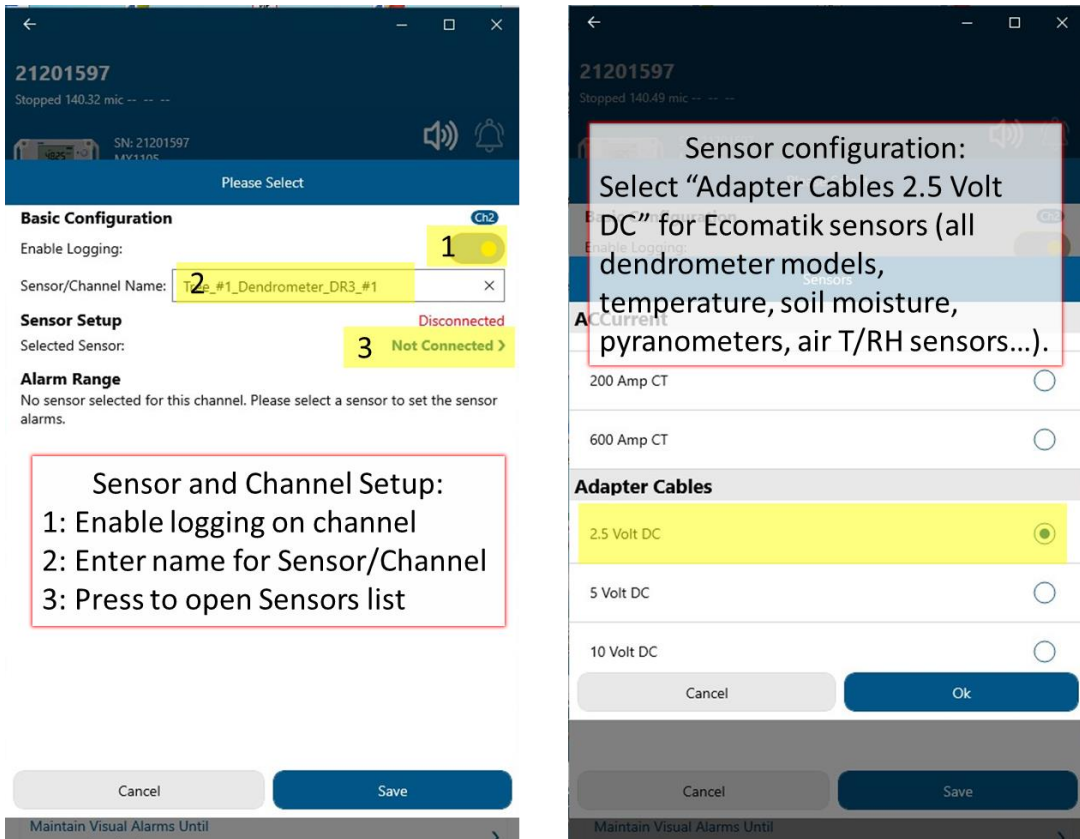 21201597
Stopped 140.32 mic -- -- --
SN: 21201597
MX1105
Please Select
Basic Configuration
Ch2
Enable Logging:
1
Sensor/Channel Name:
2
Tree_#1_Dendrometer_DR3_#1
Sensor Setup
Disconnected
Selected Sensor:
3
Not Connected
Alarm Range
No sensor selected for this channel. Please select a sensor to set the sensor
alarms.
Sensor and Channel Setup:
1: Enable logging on channel
2: Enter name for Sensor/Channel
3: Press to open Sensors list
Cancel
Save
Maintain Visual Alarms Until
21201597
Stopped 140.49 mic -- -- --
Sensor configuration:
Select “Adapter Cables 2.5 Volt
DC” for Ecomatik sensors (all
dendrometer models,
temperature, soil moisture,
pyranometers, air T/RH sensors...).
Basic Configuration
Enable Logging:
Sensors
AC Current
200 Amp CT
600 Amp CT
Adapter Cables
2.5 Volt DC
5 Volt DC
10 Volt DC
Cancel
Ok
Cancel
Save
Maintain Visual Alarms Until